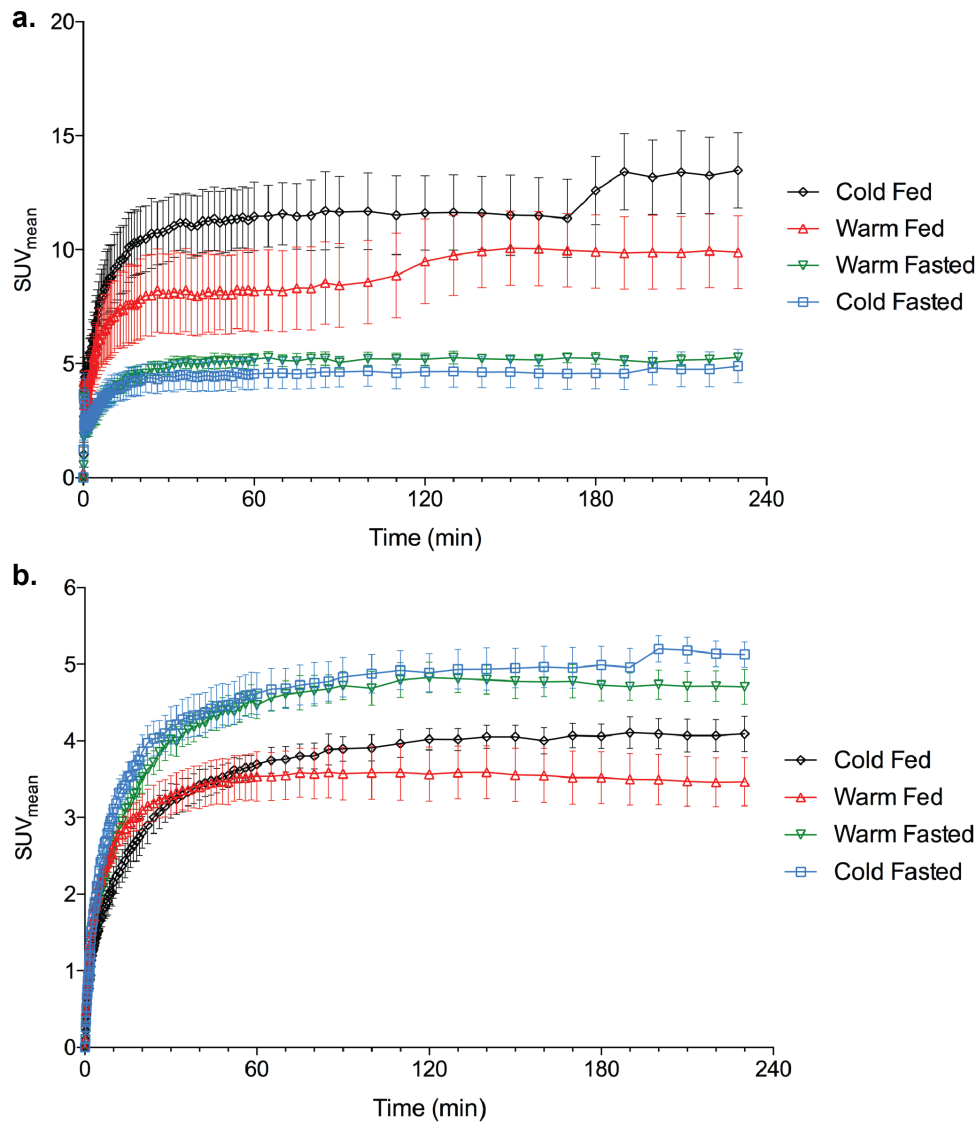 a.
20
15
10
5
0
SUVmean
0 60 120 180 240
Time (min)
Cold Fed
Warm Fed
Warm Fasted
Cold Fasted
b.
6
5
4
3
2
1
0
SUVmean
0 60 120 180 240
Time (min)
Cold Fed
Warm Fed
Warm Fasted
Cold Fasted